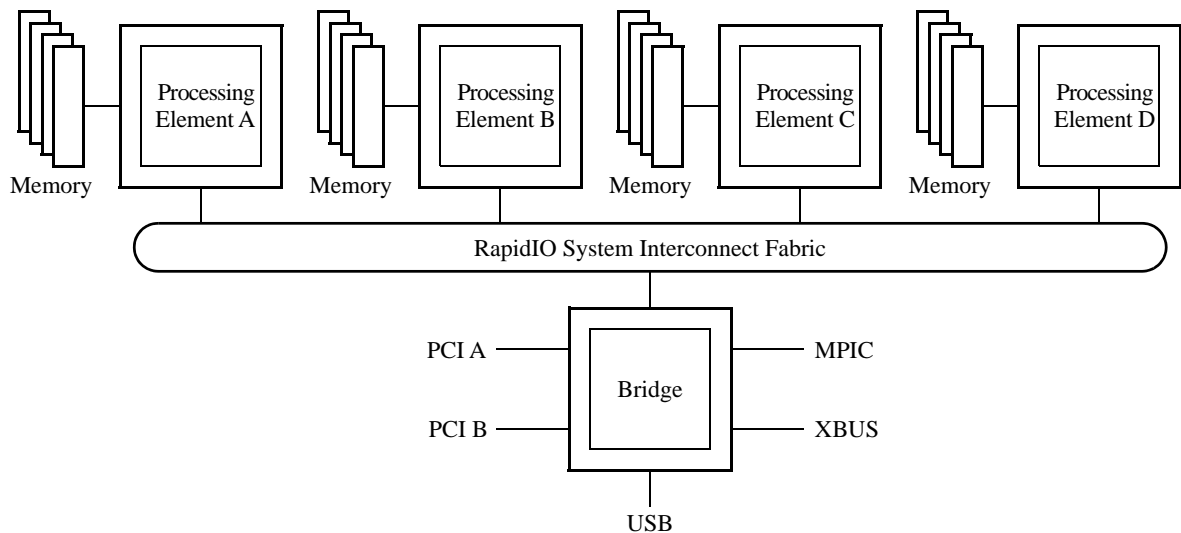 Processing
Element A
Processing
Element B
Processing
Element C
Processing
Element D
Memory
Memory
Memory
Memory
RapidIO System Interconnect Fabric
PCI A
MPIC
Bridge
PCI B
XBUS
USB